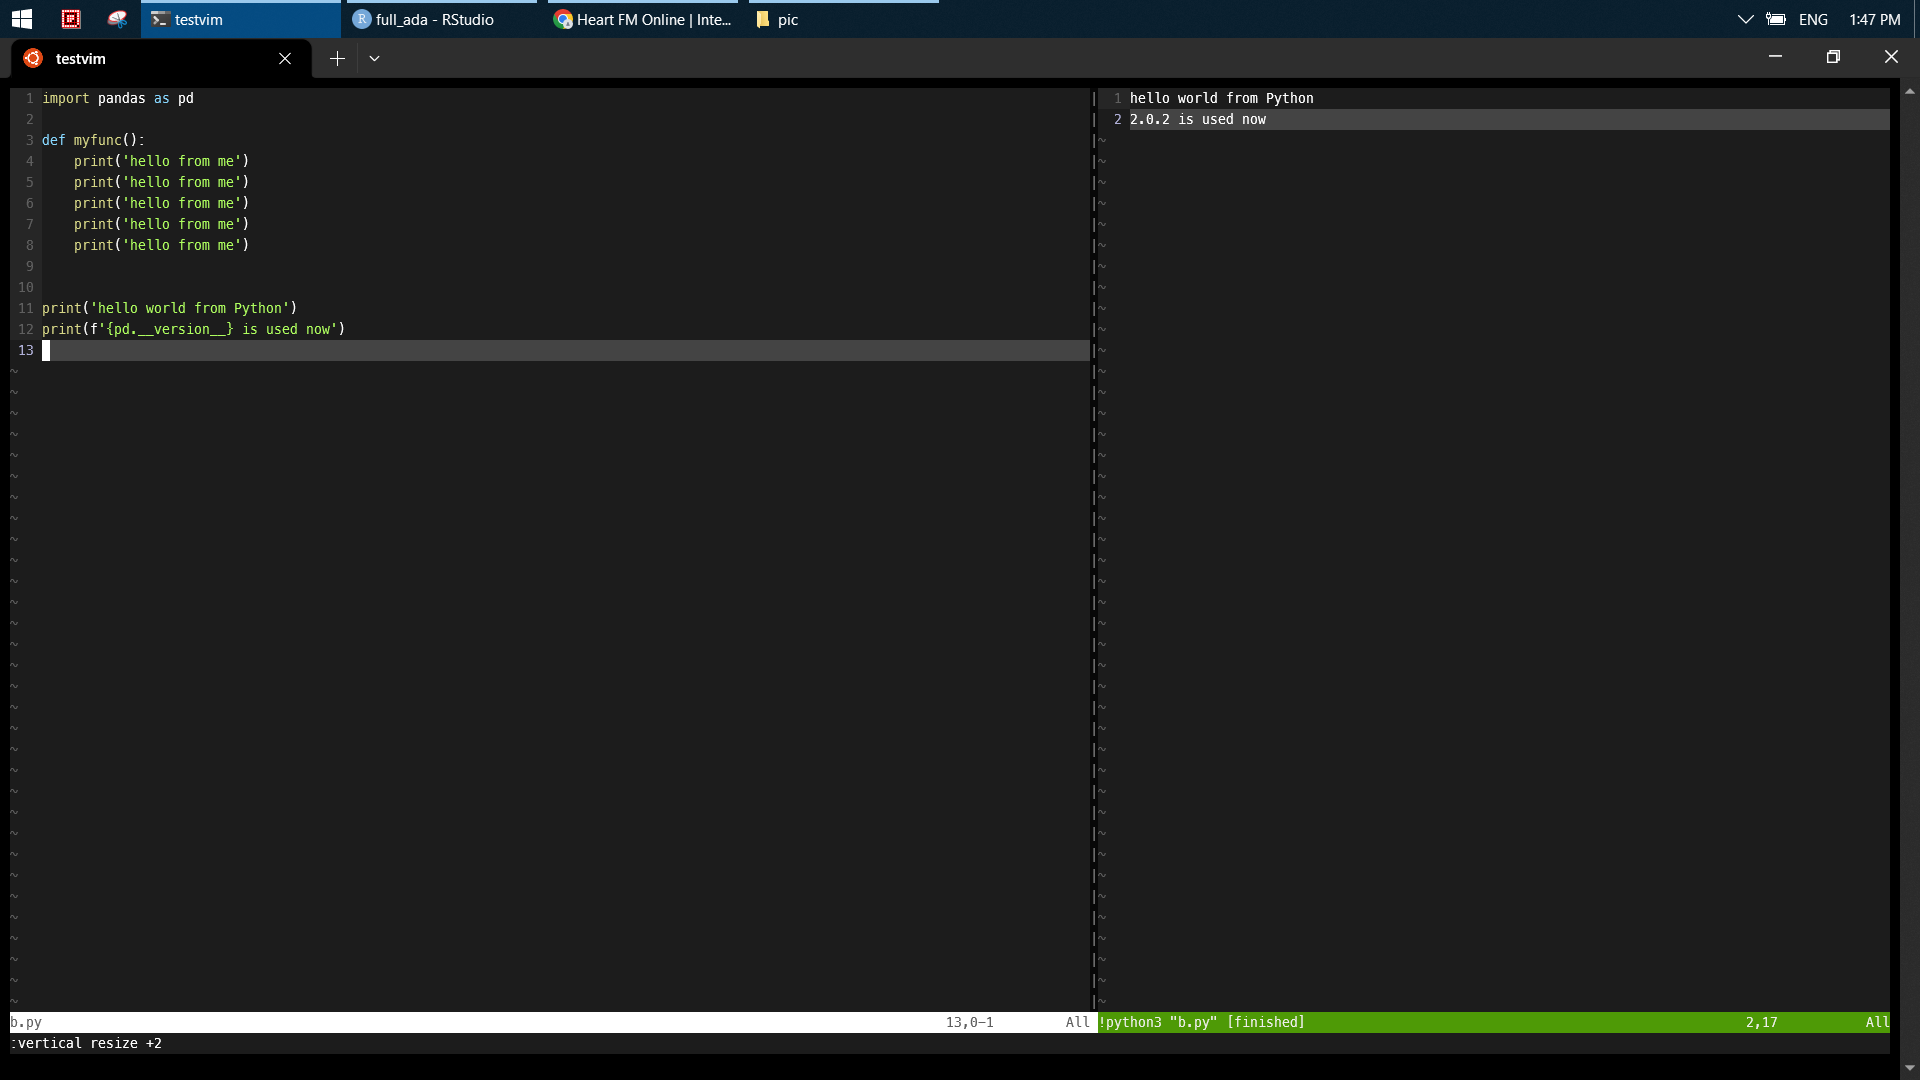 testvim
full_ada - RStudio
Heart FM Online | Inte...
pic
ENG
1:47 PM
testvim
1 import pandas as pd
2
3 def myfunc():
4     print('hello from me')
5     print('hello from me')
6     print('hello from me')
7     print('hello from me')
8     print('hello from me')
9
10
11 print('hello world from Python')
12 print(f'{pd.__version__} is used now')
13
b.py 13,0-1 All
1 hello world from Python
2 2.0.2 is used now
!python3 "b.py" [finished] 2,17 All
:vertical resize +2